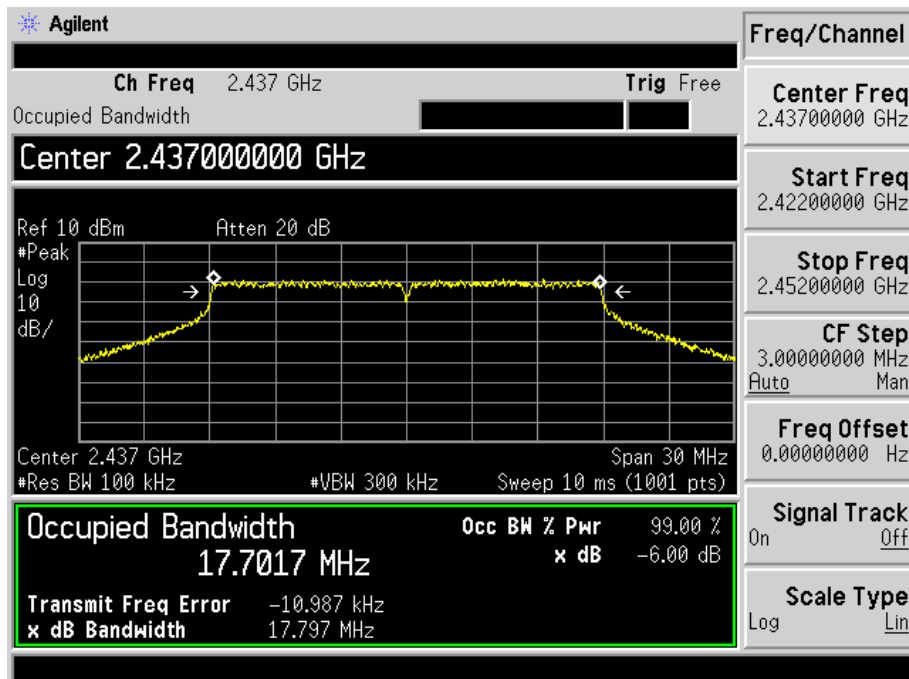 Agilent
Freq/Channel
Ch Freq 2.437 GHz Trig Free
Occupied Bandwidth
Center 2.437000000 GHz
Ref 10 dBm Atten 20 dB
#Peak
Log
10
dB/
Center 2.437 GHz Span 30 MHz
#Res BW 100 kHz #VBW 300 kHz Sweep 10 ms (1001 pts)
Occupied Bandwidth Occ BW % Pwr 99.00 %
17.7017 MHz x dB -6.00 dB
Transmit Freq Error -10.987 kHz
x dB Bandwidth 17.797 MHz
Center Freq
2.43700000 GHz
Start Freq
2.42200000 GHz
Stop Freq
2.45200000 GHz
CF Step
3.00000000 MHz
Auto Man
Freq Offset
0.00000000 Hz
Signal Track
On Off
Scale Type
Log Lin